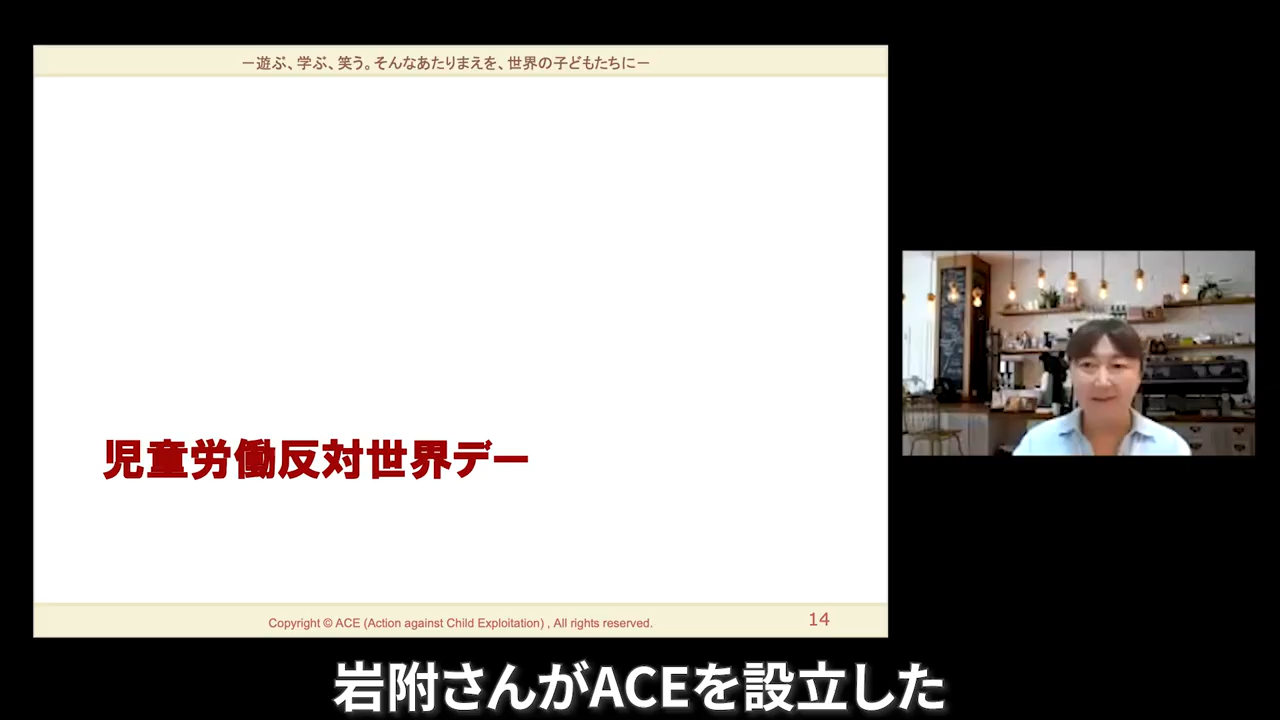 －遊ぶ、学ぶ、笑う。そんなあたりまえを、世界の子どもたちに－
児童労働反対世界デー
Copyright © ACE (Action against Child Exploitation) , All rights reserved.
14
岩附さんがACEを設立した